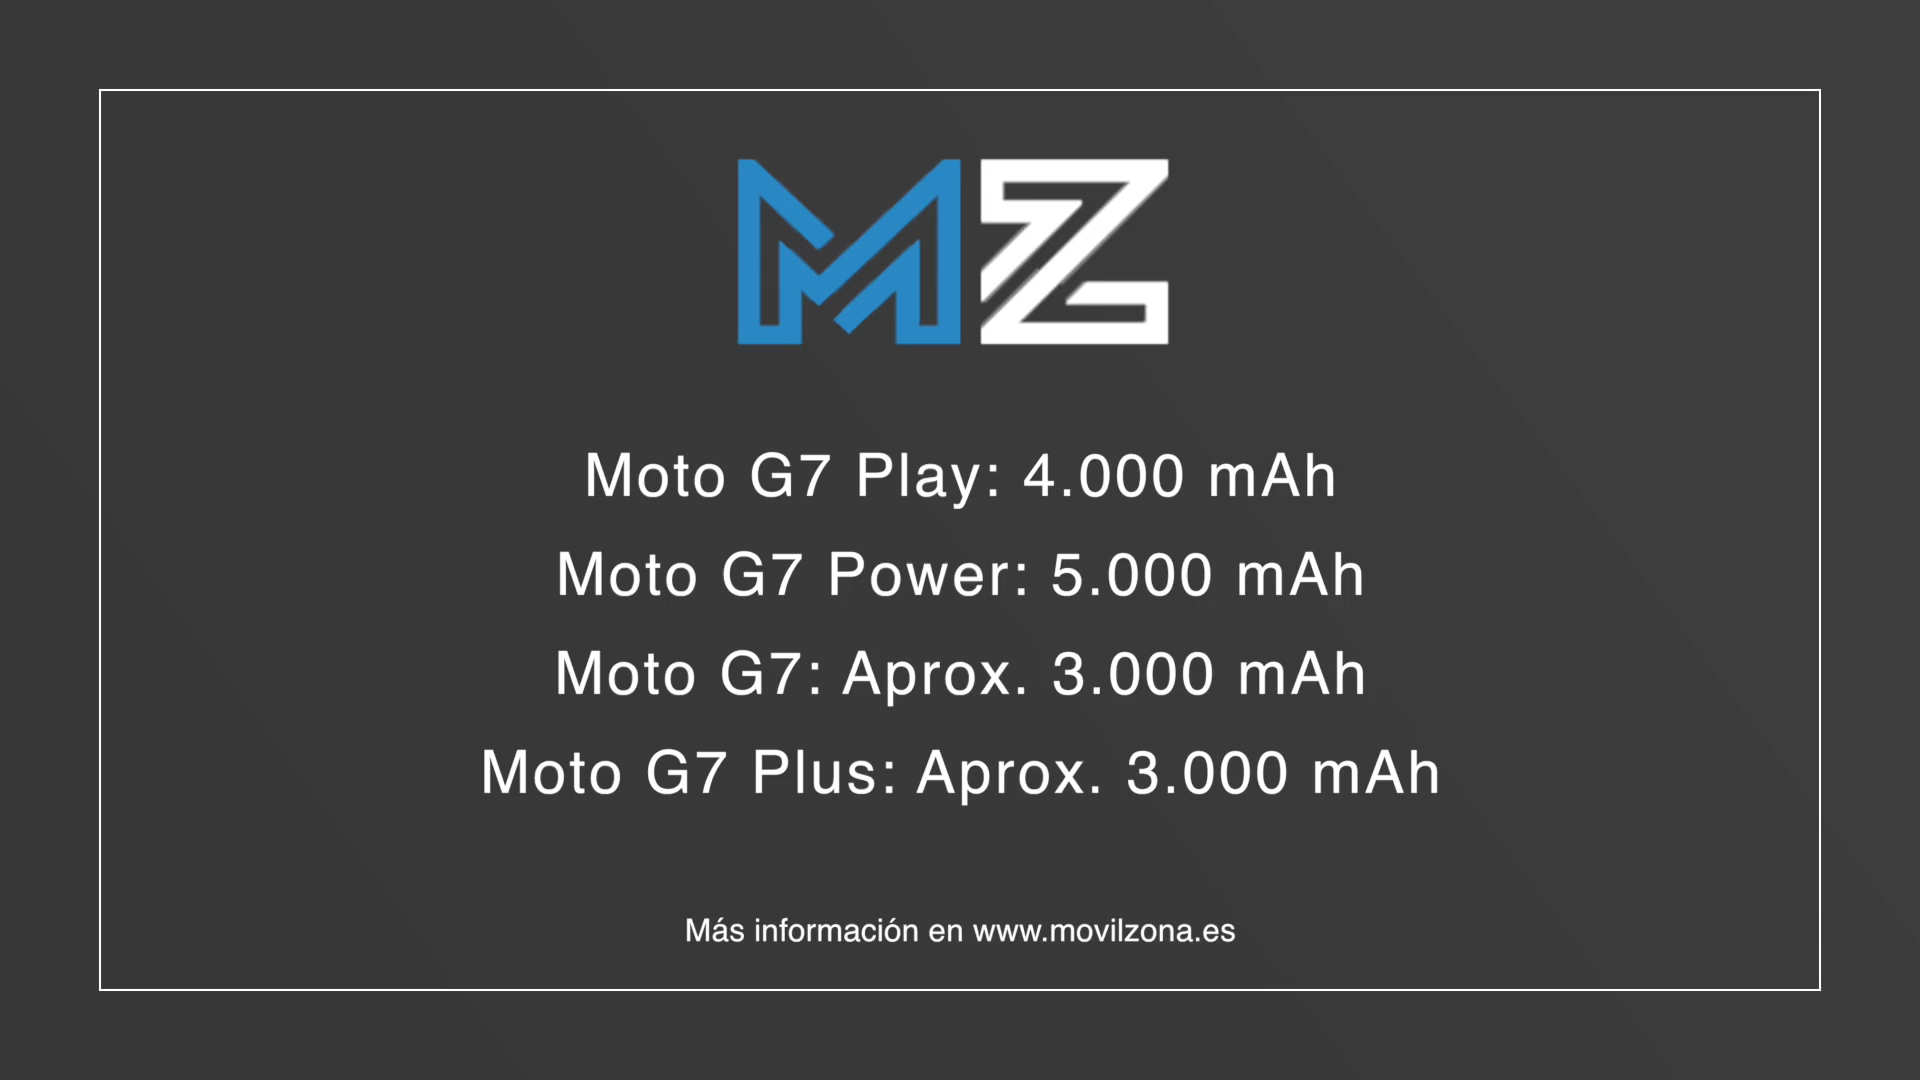 MZ
Moto G7 Play: 4.000 mAh
Moto G7 Power: 5.000 mAh
Moto G7: Aprox. 3.000 mAh
Moto G7 Plus: Aprox. 3.000 mAh
Más información en www.movilzona.es